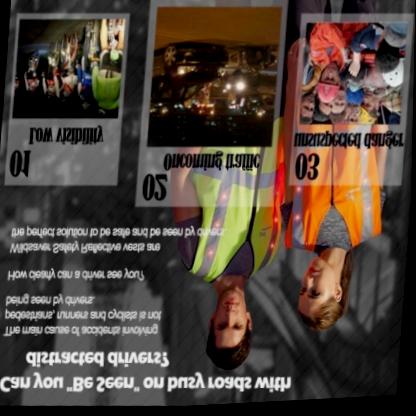 Can you "Be Seen" on busy roads with
distracted drivers?
The main cause of accidents involving
pedestrians, runners and cyclists is not
being seen by drivers.
How clearly can a driver see you?
Wildsaver Safety Reflective vests are
the perfect solution to be safe and be seen by drivers.
01
Low visibility
02
Oncoming traffic
03
unsuspected danger